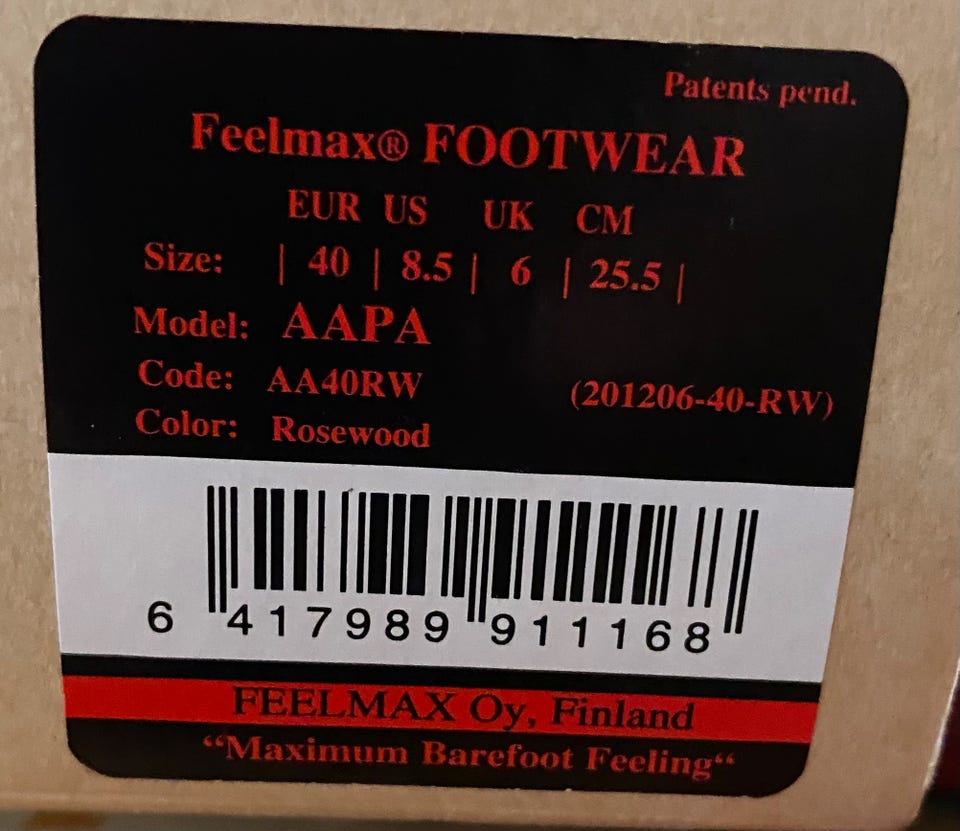 Patents pend.
Feelmax® FOOTWEAR
EUR US UK CM
Size: | 40 | 8.5 | 6 | 25.5 |
Model: AAPA
Code: AA40RW (201206-40-RW)
Color: Rosewood
6 417989 911168
FEELMAX Oy, Finland
“Maximum Barefoot Feeling“